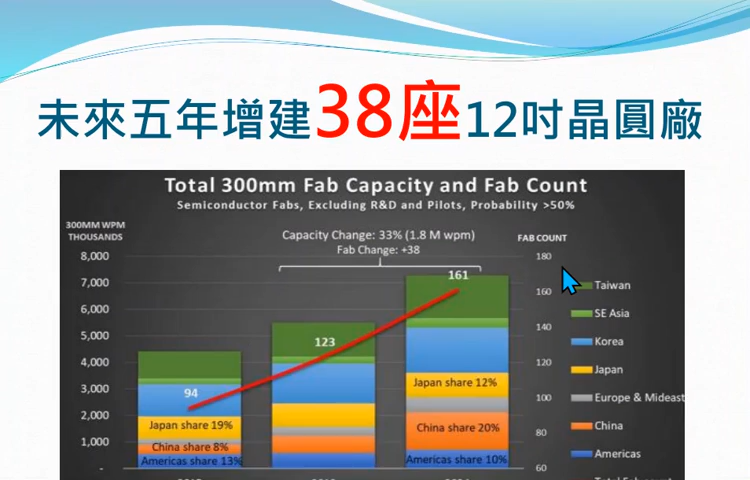 未來五年增建38座12吋晶圓廠
Total 300mm Fab Capacity and Fab Count
Semiconductor Fabs, Excluding R&D and Pilots, Probability >50%
300MM WPM
THOUSANDS
Capacity Change: 33% (1.8 M wpm)
Fab Change: +38
FAB COUNT
8,000
7,000
6,000
5,000
4,000
3,000
2,000
1,000
-
94
Japan share 19%
China share 8%
Americas share 13%
123
161
Japan share 12%
China share 20%
Americas share 10%
180
160
140
120
100
80
60
Taiwan
SE Asia
Korea
Japan
Europe & Mideast
China
Americas